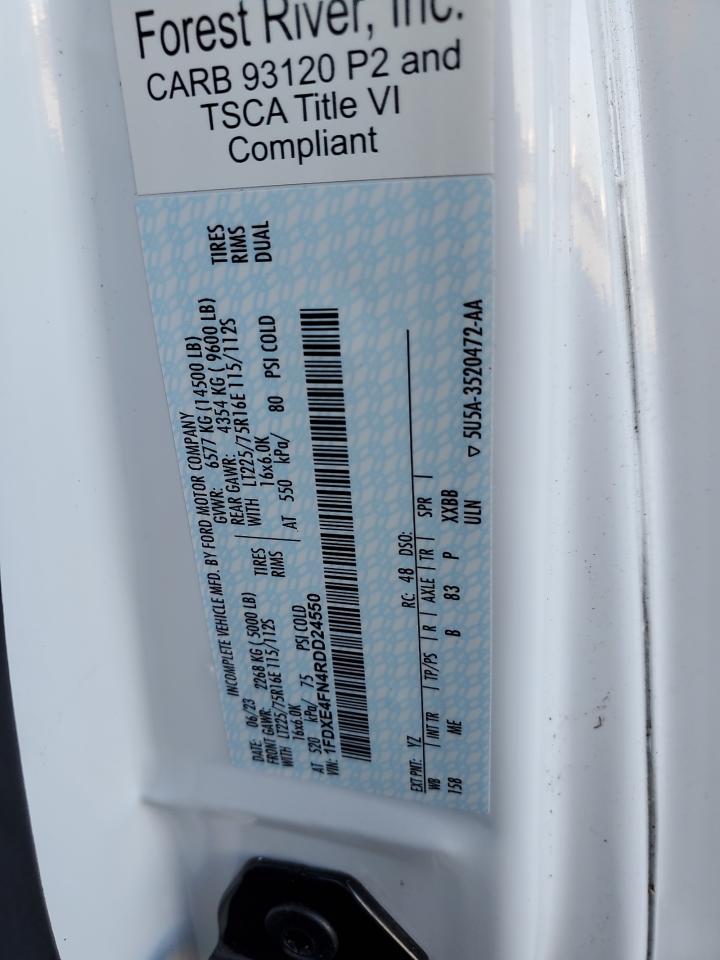 Forest River, Inc.
CARB 93120 P2 and
TSCA Title VI
Compliant
INCOMPLETE VEHICLE MFD. BY FORD MOTOR COMPANY
DATE: 06/23 GVWR: 6577 KG (14500 LB)
FRONT GAWR: 2268 KG ( 5000 LB) REAR GAWR: 4354 KG ( 9600 LB)
WITH LT225/75R16E 115/112S TIRES WITH LT225/75R16E 115/112S TIRES
16x6.0K RIMS 16x6.0K RIMS
AT 520 kPa/ 75 PSI COLD AT 550 kPa/ 80 PSI COLD DUAL
VIN: 1FDXE4FN4RDD24550
EXT PNT: YZ RC: 48 DSO:
WB | INT TR | TP/PS | R | AXLE | TR | SPR |
158 ME B 83 P XXBB
ULN
▽ 5U5A-3520472-AA